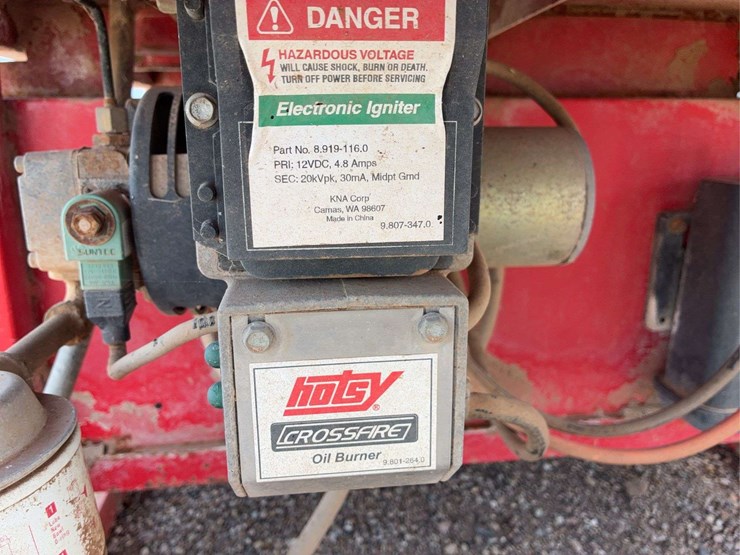 DANGER
HAZARDOUS VOLTAGE
WILL CAUSE SHOCK, BURN OR DEATH.
TURN OFF POWER BEFORE SERVICING
Electronic Igniter
Part No. 8.919-116.0
PRI: 12VDC, 4.8 Amps
SEC: 20kVpk, 30mA, Midpt Grnd
KNA Corp
Camas, WA 98607
Made in China
9.807-347.0
SUNTEC
hotsy®
CROSSFIRE
Oil Burner
9.801-264.0
1